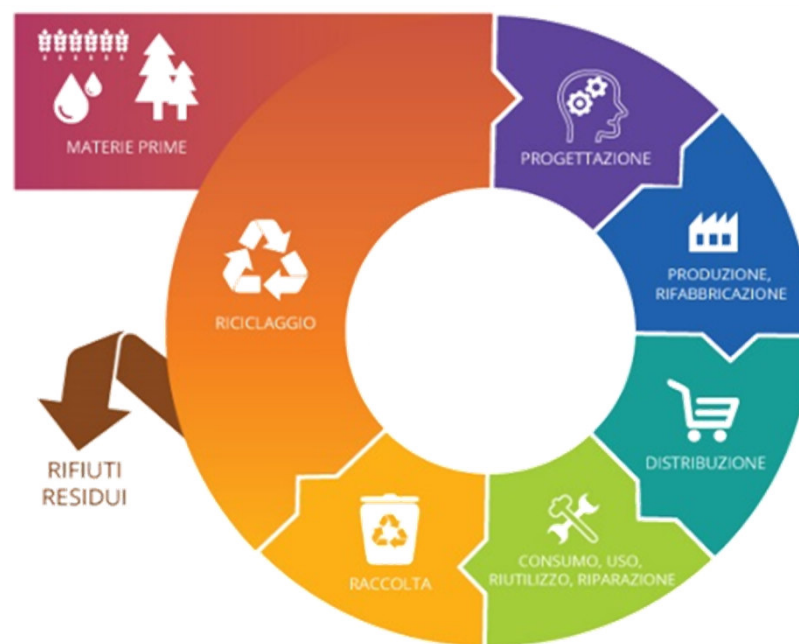 MATERIE PRIME
PROGETTAZIONE
PRODUZIONE,
RIFABBRICAZIONE
DISTRIBUZIONE
CONSUMO, USO,
RIUTILIZZO, RIPARAZIONE
RACCOLTA
RICICLAGGIO
RIFIUTI
RESIDUI